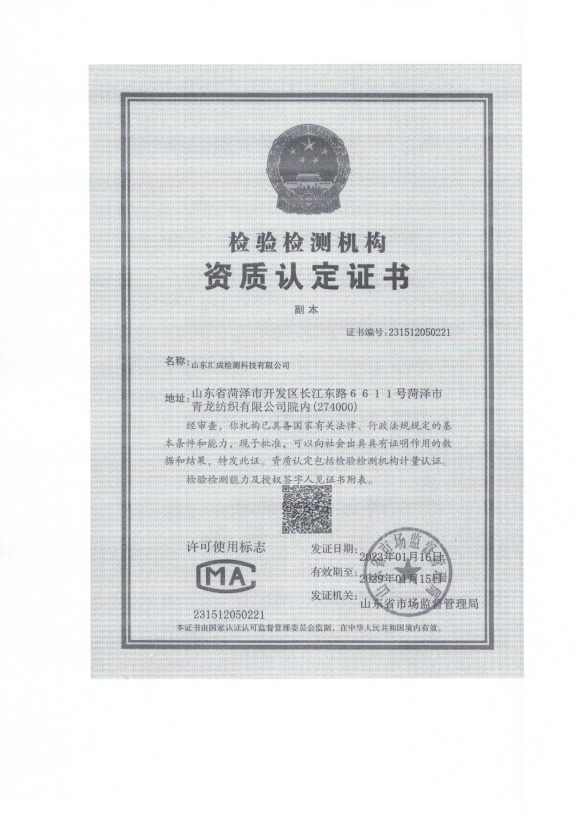 检验检测机构
资质认定证书
副本
证书编号:231512050221
名称:山东汇成检测科技有限公司
地址:山东省菏泽市开发区长江东路6611号菏泽市
青龙纺织有限公司院内(274000)
经审查，你机构已具备国家有关法律、行政法规规定的基
本条件和能力，现予批准，可以向社会出具具有证明作用的数
据和结果，特发此证。资质认定包括检验检测机构计量认证。
检验检测能力及授权签字人见证书附表。
许可使用标志
MA
231512050221
发证日期:2023年01月16日
有效期至:2029年01月15日
发证机关:山东省市场监督管理局
山东省市场监督管理局
本证书由国家认证认可监督管理委员会监制，在中华人民共和国境内有效。